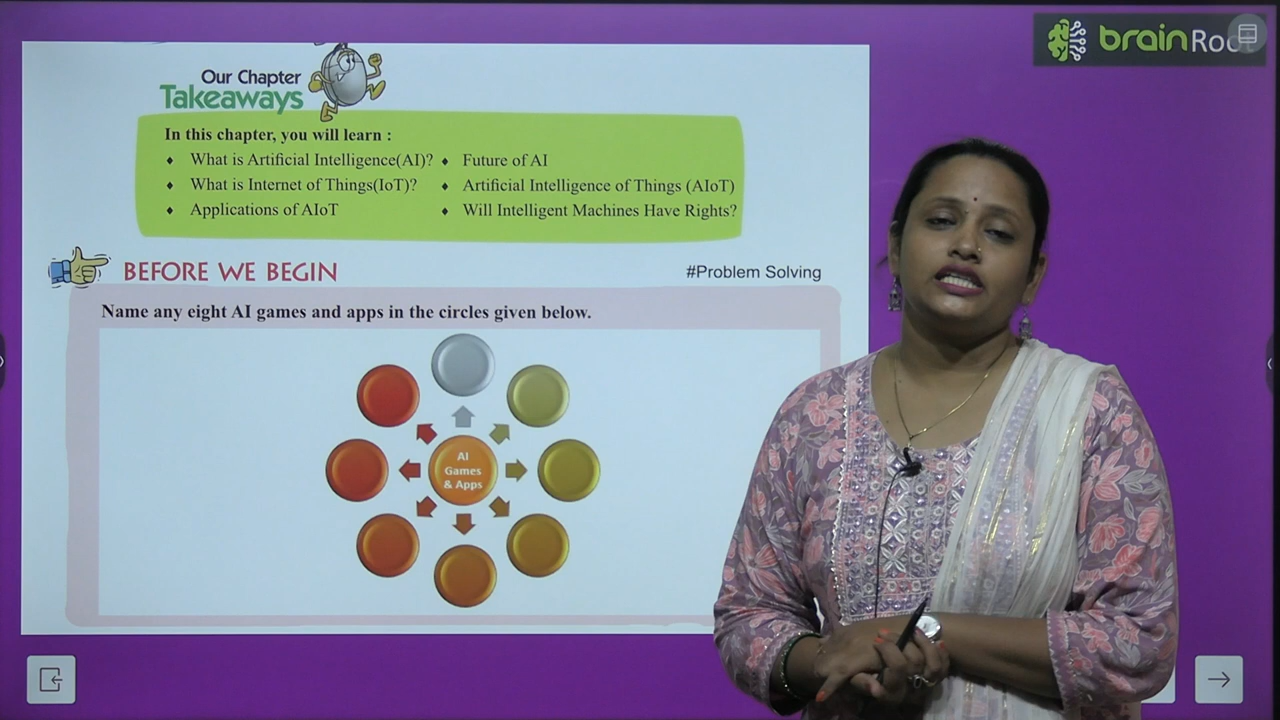 brainRoot
Our Chapter
Takeaways
In this chapter, you will learn :
♦ What is Artificial Intelligence(AI)?
♦ What is Internet of Things(IoT)?
♦ Applications of AIoT
♦ Future of AI
♦ Artificial Intelligence of Things (AIoT)
♦ Will Intelligent Machines Have Rights?
BEFORE WE BEGIN
#Problem Solving
Name any eight AI games and apps in the circles given below.
AI
Games
& Apps